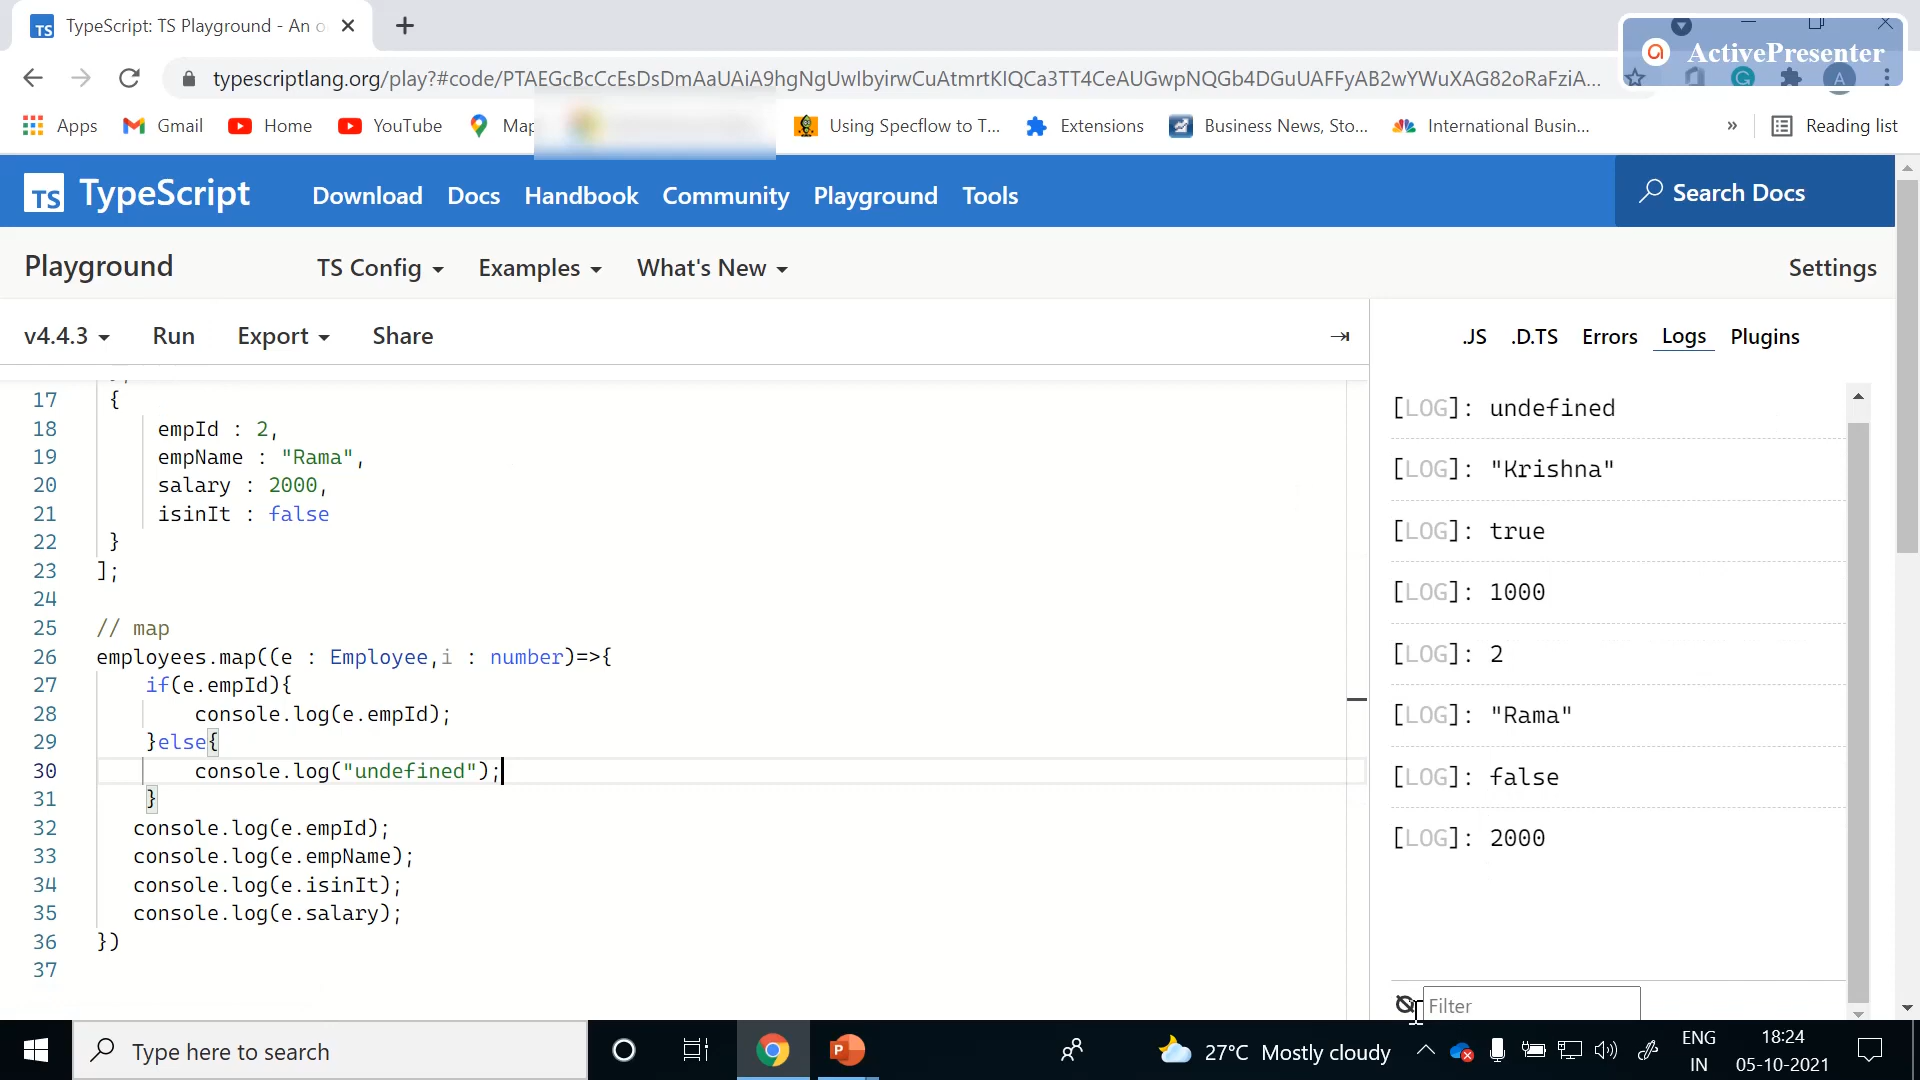 TypeScript: TS Playground - An o
ActivePresenter
typescriptlang.org/play?#code/PTAEGcBcCcEsDsDmAaUAiA9hgNgUwIbyirwCuAtmrtKIQCa3TT4CeAUGwpNQGb4DGuUAFFyAB2wYWuXAG82oRaFziA...
Apps Gmail Home YouTube Map Using Specflow to T... Extensions Business News, Sto... International Busin... » Reading list
TS TypeScript Download Docs Handbook Community Playground Tools Search Docs
Playground TS Config Examples What's New Settings
v4.4.3 Run Export Share
.JS .D.TS Errors Logs Plugins
17 {
18 empId : 2,
19 empName : "Rama",
20 salary : 2000,
21 isinIt : false
22 }
23 ];
24
25 // map
26 employees.map((e : Employee,i : number)=>{
27 if(e.empId){
28 console.log(e.empId);
29 }else{
30 console.log("undefined");
31 }
32 console.log(e.empId);
33 console.log(e.empName);
34 console.log(e.isinIt);
35 console.log(e.salary);
36 })
37
[LOG]: undefined
[LOG]: "Krishna"
[LOG]: true
[LOG]: 1000
[LOG]: 2
[LOG]: "Rama"
[LOG]: false
[LOG]: 2000
Filter
Type here to search
27°C Mostly cloudy
ENG
IN
18:24
05-10-2021